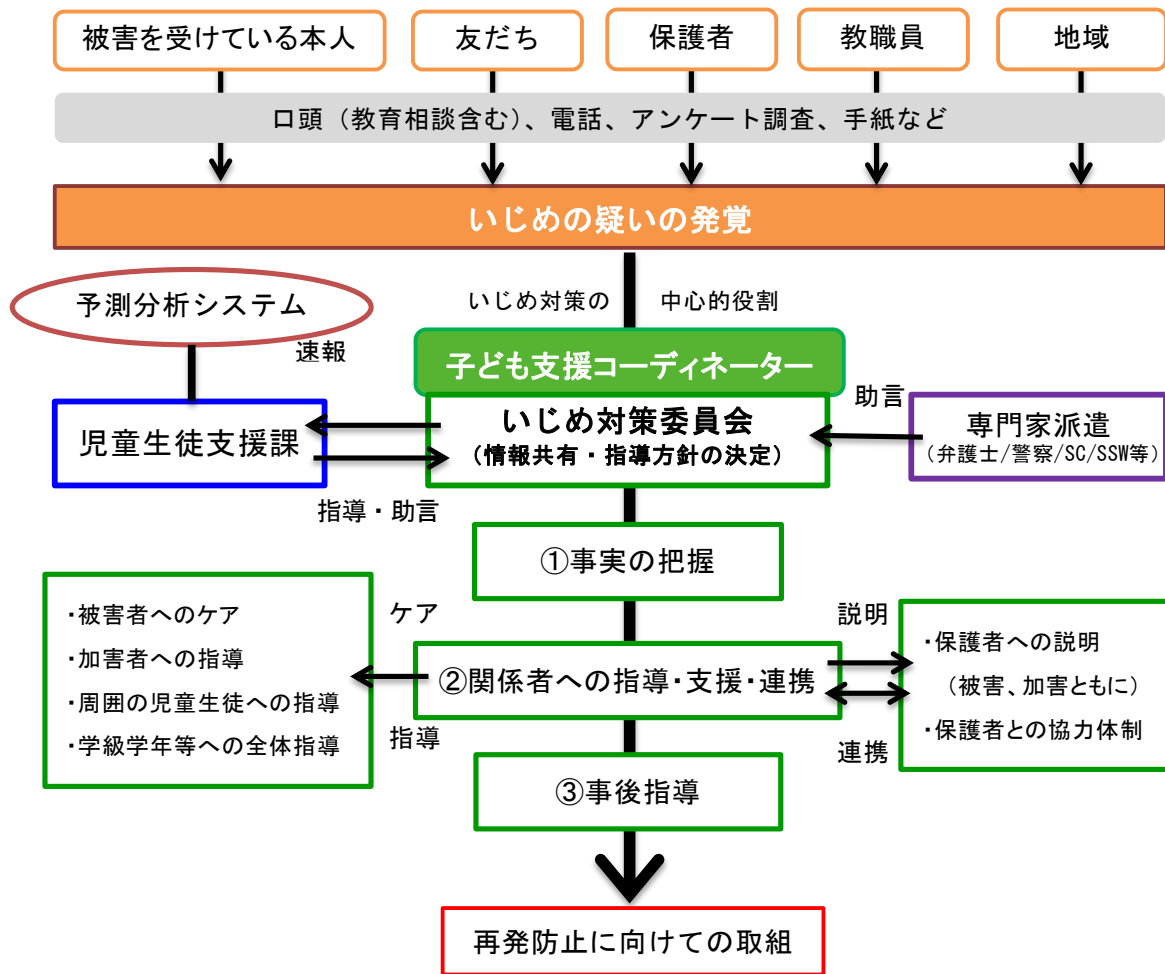 被害を受けている本人
友だち
保護者
教職員
地域
口頭（教育相談含む）、電話、アンケート調査、手紙など
いじめの疑いの発覚
予測分析システム
いじめ対策の
中心的役割
速報
子ども支援コーディネーター
児童生徒支援課
いじめ対策委員会
（情報共有・指導方針の決定）
助言
専門家派遣
（弁護士/警察/SC/SSW等）
指導・助言
①事実の把握
・被害者へのケア
・加害者への指導
・周囲の児童生徒への指導
・学級学年等への全体指導
ケア
指導
②関係者への指導・支援・連携
説明
連携
・保護者への説明
（被害、加害ともに）
・保護者との協力体制
③事後指導
再発防止に向けての取組